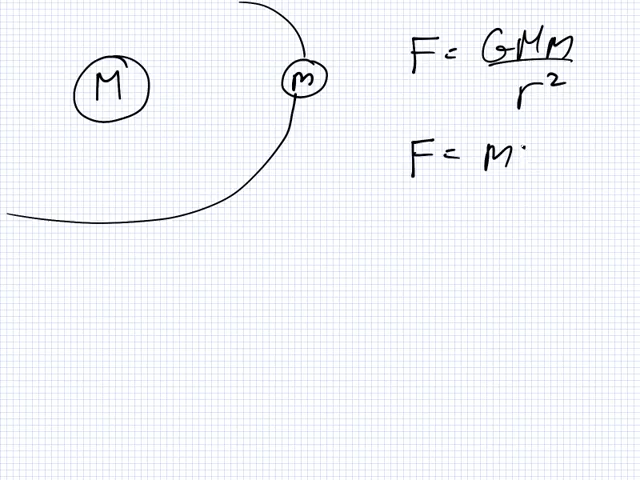 M
m
F = GMm / r²
F = m